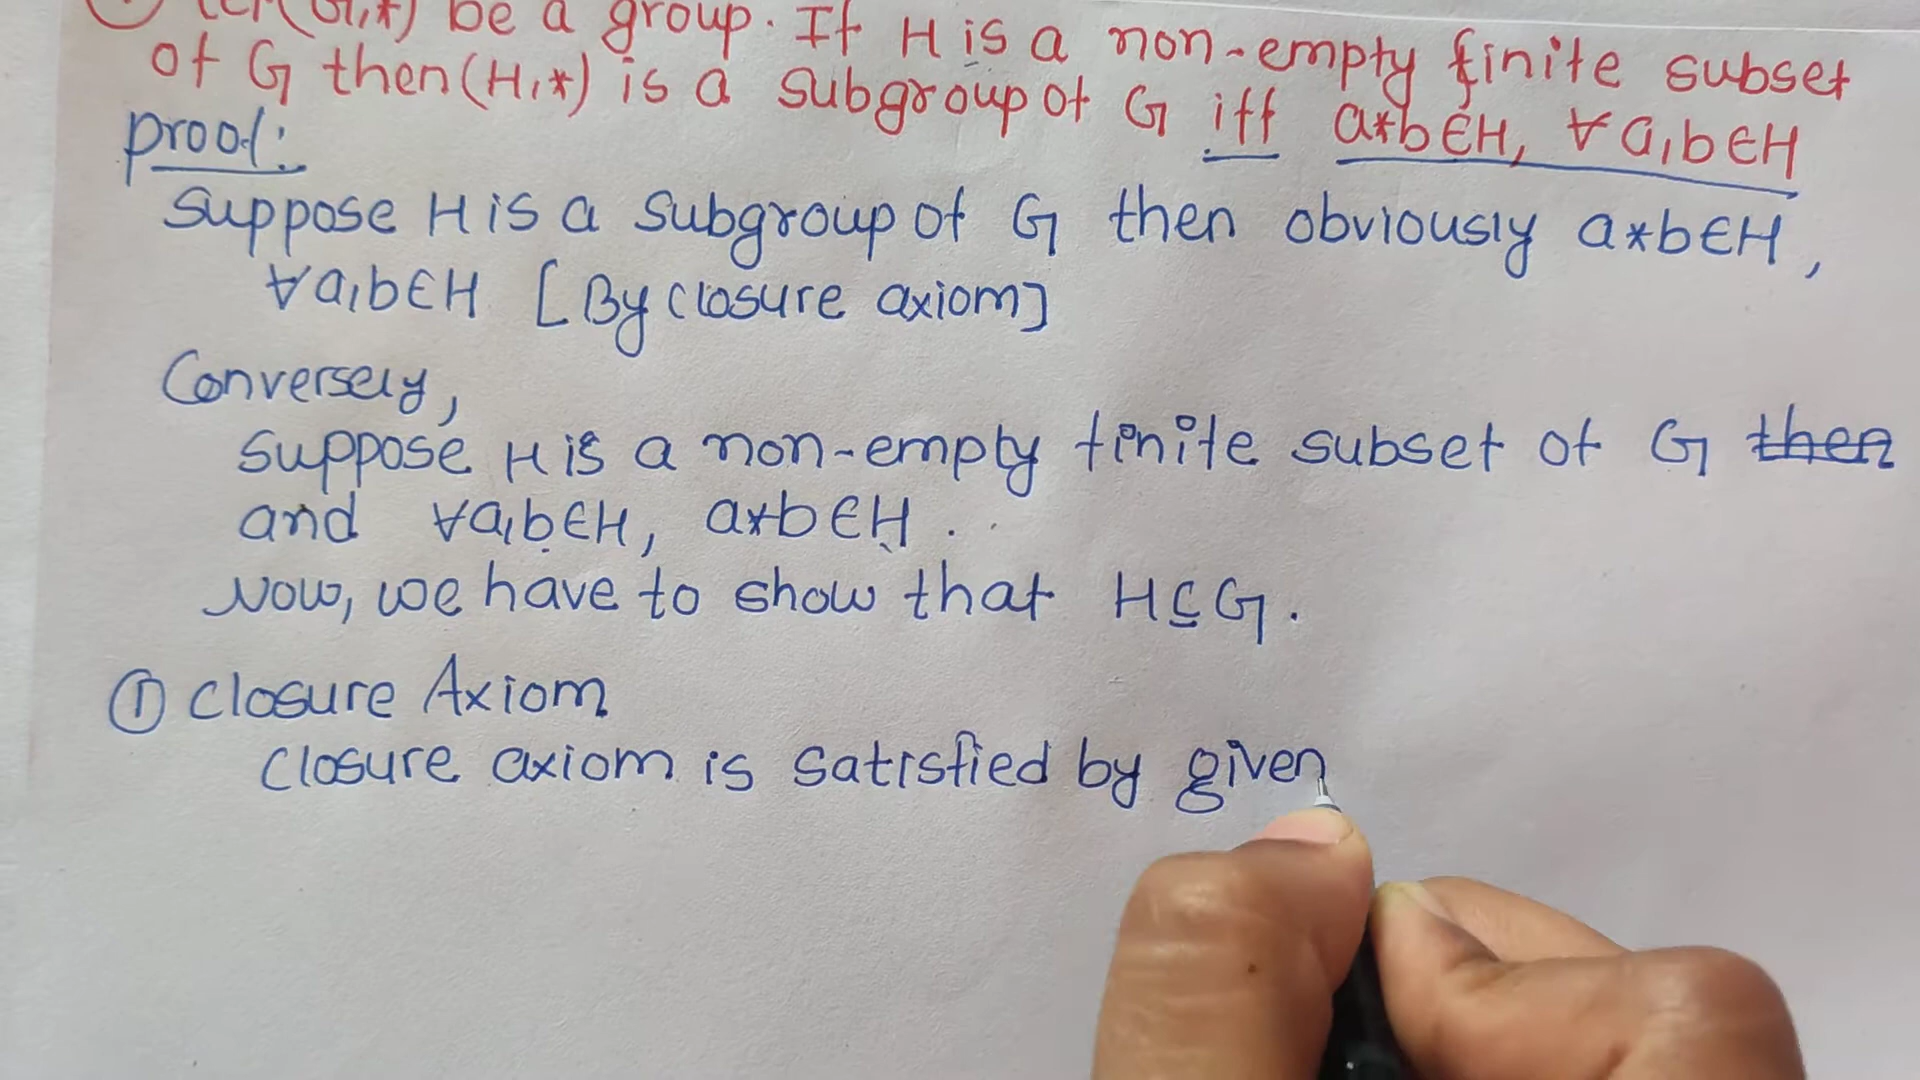 ① Let (G,*) be a group. If H is a non-empty finite subset
of G then (H,*) is a subgroup of G iff a*b∈H, ∀ a,b∈H
proof:
Suppose H is a subgroup of G then obviously a*b∈H,
∀a,b∈H [By closure axiom]
Conversely,
suppose H is a non-empty finite subset of G then
and ∀a,b∈H, a*b∈H.
Now, we have to show that H⊆G.
① Closure Axiom
Closure axiom is satisfied by given